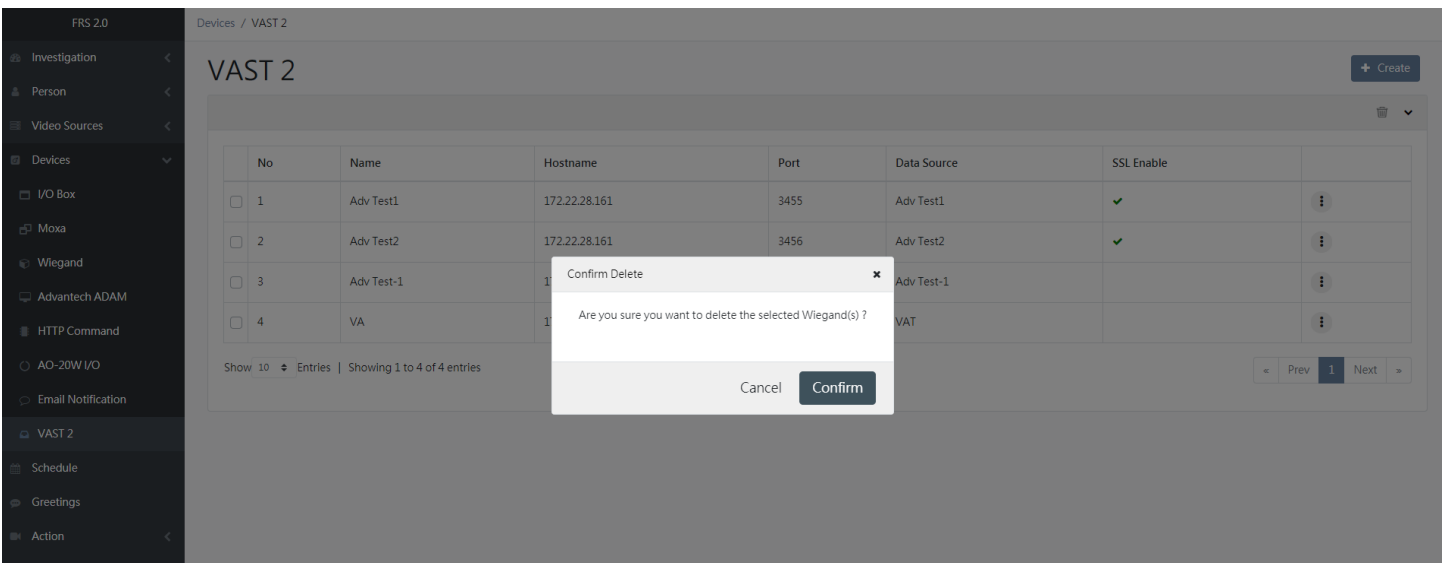 FRS 2.0
Devices / VAST 2
Investigation
Person
Video Sources
Devices
I/O Box
Moxa
Wiegand
Advantech ADAM
HTTP Command
AO-20W I/O
Email Notification
VAST 2
Schedule
Greetings
Action
VAST 2
+ Create
No Name Hostname Port Data Source SSL Enable
1 Adv Test1 172.22.28.161 3455 Adv Test1
2 Adv Test2 172.22.28.161 3456 Adv Test2
3 Adv Test-1 Adv Test-1
4 VA VAT
Show 10 Entries | Showing 1 to 4 of 4 entries
« Prev 1 Next »
Confirm Delete
Are you sure you want to delete the selected Wiegand(s) ?
Cancel Confirm